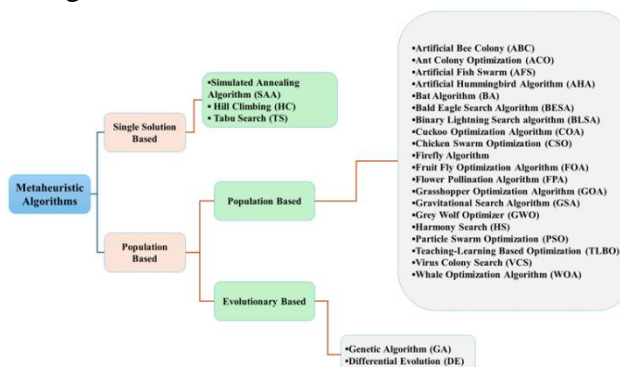 Metaheuristic
Algorithms
Single Solution
Based
▪Simulated Annealing
Algorithm (SAA)
▪ Hill Climbing (HC)
▪ Tabu Search (TS)
Population
Based
Population Based
▪Artificial Bee Colony (ABC)
▪Ant Colony Optimization (ACO)
▪Artificial Fish Swarm (AFS)
▪Artificial Hummingbird Algorithm (AHA)
▪Bat Algorithm (BA)
▪Bald Eagle Search Algorithm (BESA)
▪Binary Lightning Search algorithm (BLSA)
▪Cuckoo Optimization Algorithm (COA)
▪Chicken Swarm Optimization (CSO)
▪Firefly Algorithm
▪Fruit Fly Optimization Algorithm (FOA)
▪Flower Pollination Algorithm (FPA)
▪Grasshopper Optimization Algorithm (GOA)
▪Gravitational Search Algorithm (GSA)
▪Grey Wolf Optimizer (GWO)
▪Harmony Search (HS)
▪Particle Swarm Optimization (PSO)
▪Teaching-Learning Based Optimization (TLBO)
▪Virus Colony Search (VCS)
▪Whale Optimization Algorithm (WOA)
Evolutionary Based
▪Genetic Algorithm (GA)
▪Differential Evolution (DE)